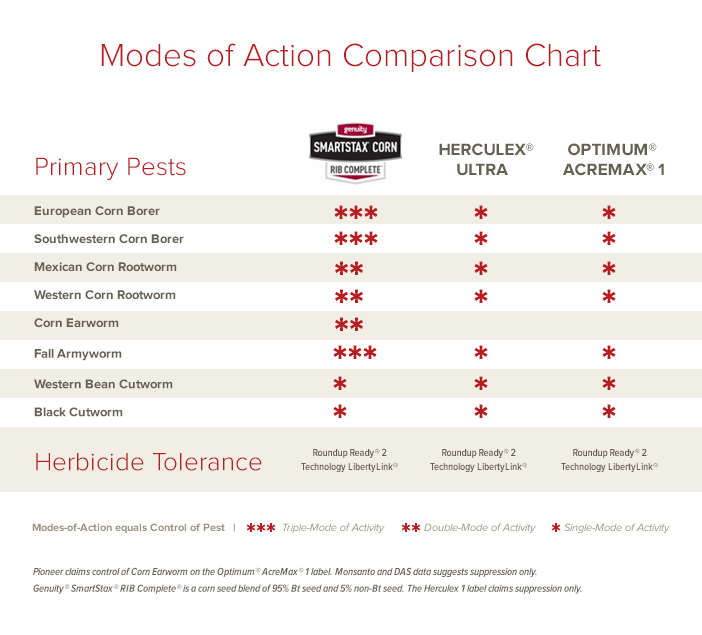 Modes of Action Comparison Chart
Primary Pests
genuity
SMARTSTAX® CORN
RIB COMPLETE®
HERCULEX®
ULTRA
OPTIMUM®
ACREMAX® 1
European Corn Borer *** * *
Southwestern Corn Borer *** * *
Mexican Corn Rootworm ** * *
Western Corn Rootworm ** * *
Corn Earworm **
Fall Armyworm *** * *
Western Bean Cutworm * * *
Black Cutworm * * *
Herbicide Tolerance
Roundup Ready® 2
Technology LibertyLink®
Roundup Ready® 2
Technology LibertyLink®
Roundup Ready® 2
Technology LibertyLink®
Modes-of-Action equals Control of Pest | *** Triple-Mode of Activity ** Double-Mode of Activity * Single-Mode of Activity
Pioneer claims control of Corn Earworm on the Optimum® AcreMax® 1 label. Monsanto and DAS data suggests suppression only.
Genuity® SmartStax® RIB Complete® is a corn seed blend of 95% Bt seed and 5% non-Bt seed. The Herculex 1 label claims suppression only.